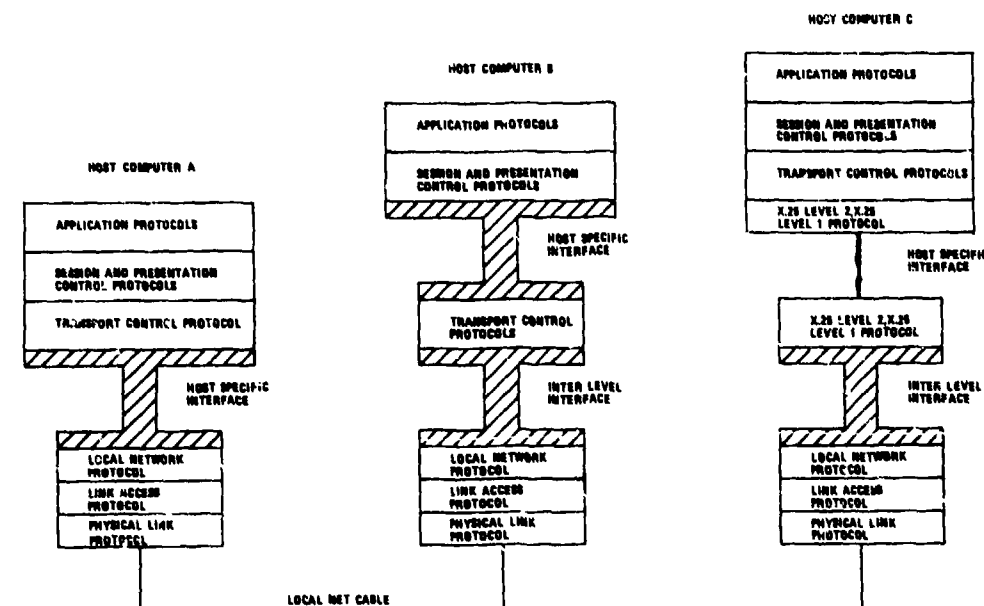 HOST COMPUTER A
APPLICATION PROTOCOLS
SESSION AND PRESENTATION
CONTROL PROTOCOLS
TRANSPORT CONTROL PROTOCOL
HOST SPECIFIC
INTERFACE
LOCAL NETWORK
PROTOCOL
LINK ACCESS
PROTOCOL
PHYSICAL LINK
PROTOCOL
HOST COMPUTER B
APPLICATION PROTOCOLS
SESSION AND PRESENTATION
CONTROL PROTOCOLS
HOST SPECIFIC
INTERFACE
TRANSPORT CONTROL
PROTOCOLS
INTER LEVEL
INTERFACE
LOCAL NETWORK
PROTOCOL
LINK ACCESS
PROTOCOL
PHYSICAL LINK
PROTOCOL
HOST COMPUTER C
APPLICATION PROTOCOLS
SESSION AND PRESENTATION
CONTROL PROTOCOLS
TRANSPORT CONTROL PROTOCOLS
X.25 LEVEL 2,X.25
LEVEL 1 PROTOCOL
HOST SPECIFIC
INTERFACE
X.25 LEVEL 2,X.25
LEVEL 1 PROTOCOL
INTER LEVEL
INTERFACE
LOCAL NETWORK
PROTOCOL
LINK ACCESS
PROTOCOL
PHYSICAL LINK
PROTOCOL
LOCAL NET CABLE